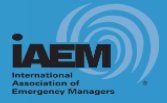 iAEM
International
Association of
Emergency Managers
®